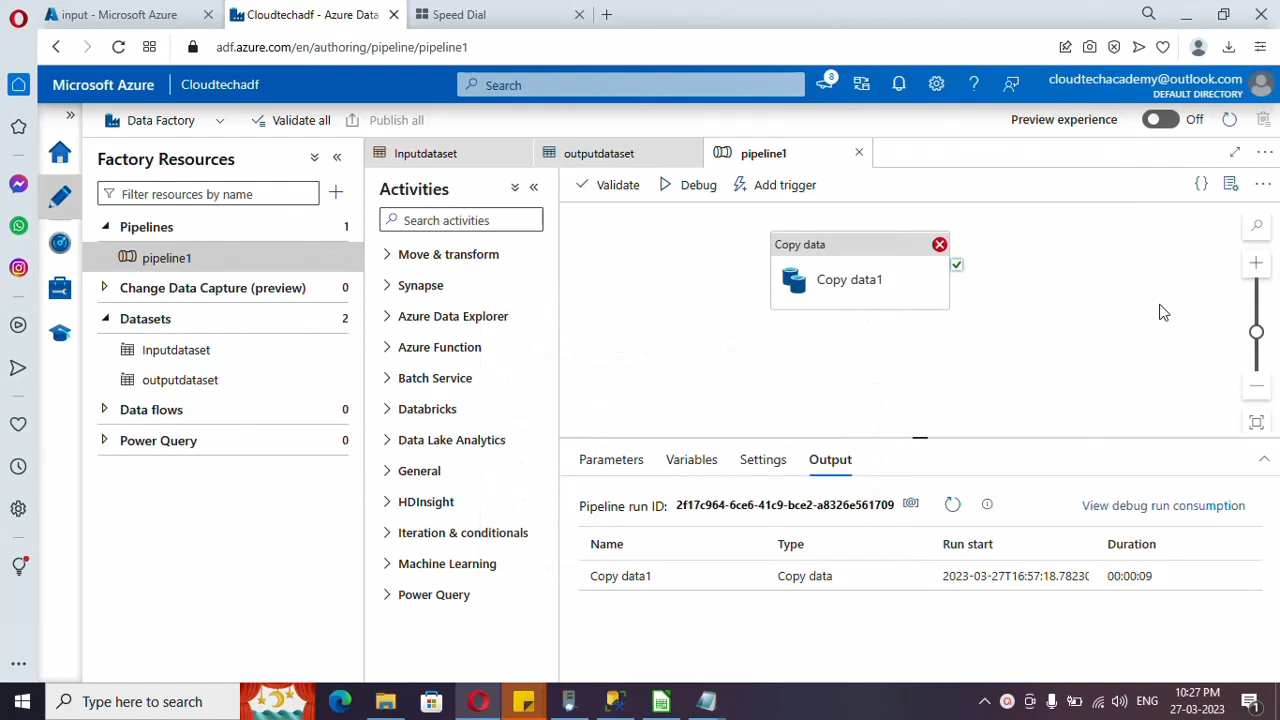 input - Microsoft Azure
Cloudtechadf - Azure Data
Speed Dial
adf.azure.com/en/authoring/pipeline/pipeline1
Microsoft Azure
Cloudtechadf
Search
8
cloudtechacademy@outlook.com
DEFAULT DIRECTORY
Data Factory
Validate all
Publish all
Preview experience
Off
Factory Resources
Filter resources by name
Pipelines
1
pipeline1
Change Data Capture (preview)
0
Datasets
2
Inputdataset
outputdataset
Data flows
0
Power Query
0
Inputdataset
outputdataset
pipeline1
Activities
Search activities
Move & transform
Synapse
Azure Data Explorer
Azure Function
Batch Service
Databricks
Data Lake Analytics
General
HDInsight
Iteration & conditionals
Machine Learning
Power Query
Validate
Debug
Add trigger
Copy data
Copy data1
Parameters
Variables
Settings
Output
Pipeline run ID: 2f17c964-6ce6-41c9-bce2-a8326e561709
View debug run consumption
Name
Type
Run start
Duration
Copy data1
Copy data
2023-03-27T16:57:18.7823
00:00:09
Type here to search
ENG
10:27 PM
27-03-2023
1